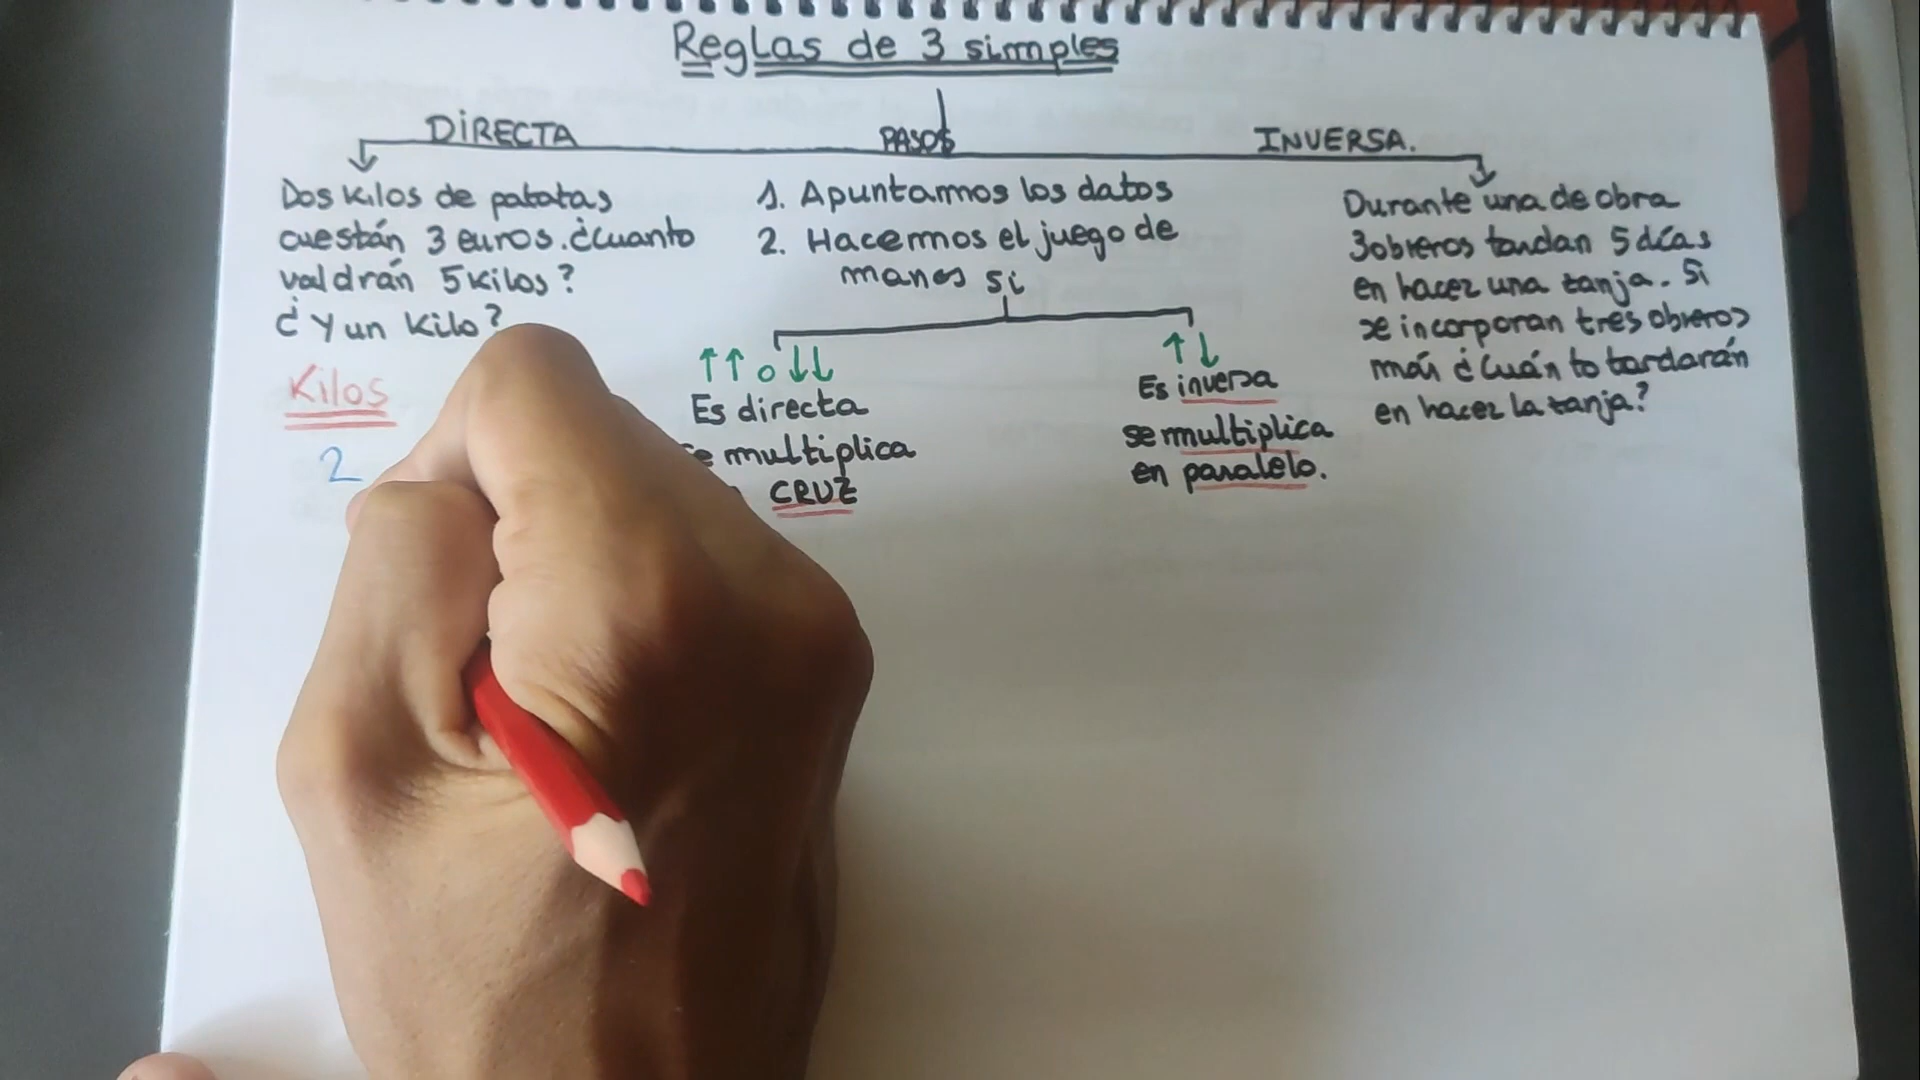 Reglas de 3 simples
DIRECTA
Dos kilos de patatas
cuestán 3 euros. ¿Cuanto
valdrán 5 kilos?
¿Y un kilo?
Kilos
2
PASOS
1. Apuntamos los datos
2. Hacemos el juego de
manos si
↑↑ o ↓↓
Es directa
multiplica
CRUZ
↑↓
Es inversa
se multiplica
en paralelo.
INVERSA.
Durante una de obra
3 obreros tardan 5 días
en hacer una zanja. Si
se incorporan tres obreros
más ¿Cuánto tardarán
en hacer la zanja?